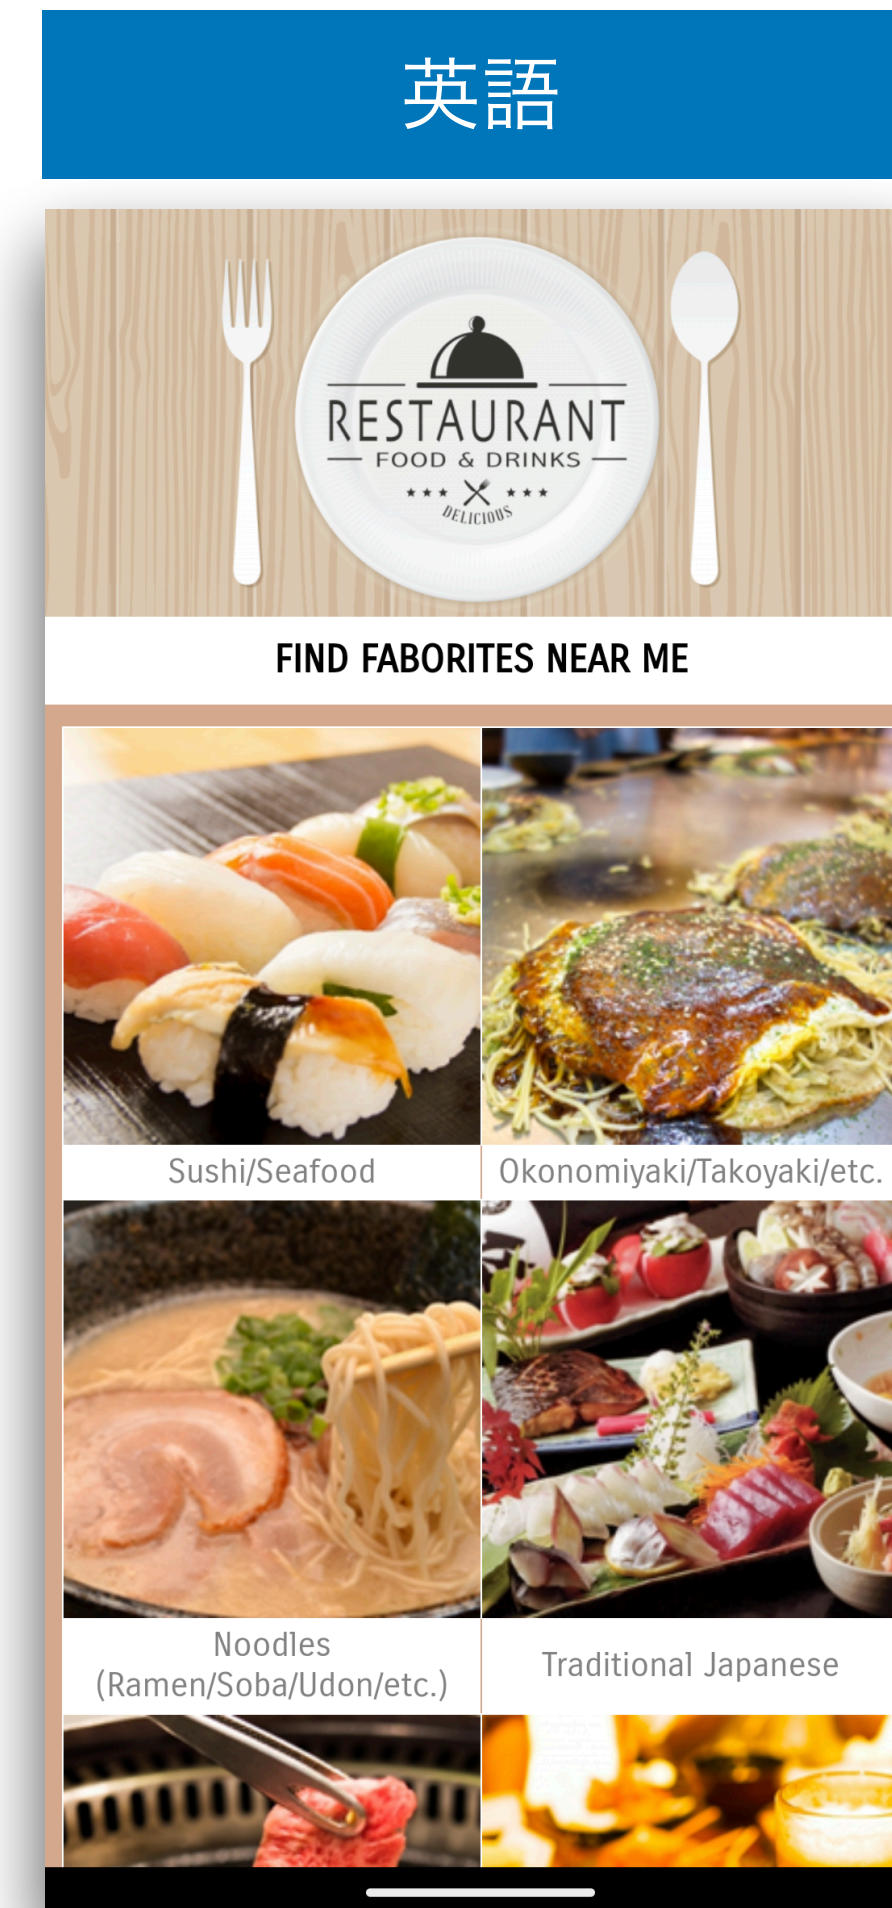 英語
RESTAURANT
FOOD & DRINKS
DELICIOUS
FIND FABORITES NEAR ME
Sushi/Seafood
Okonomiyaki/Takoyaki/etc.
Noodles
(Ramen/Soba/Udon/etc.)
Traditional Japanese